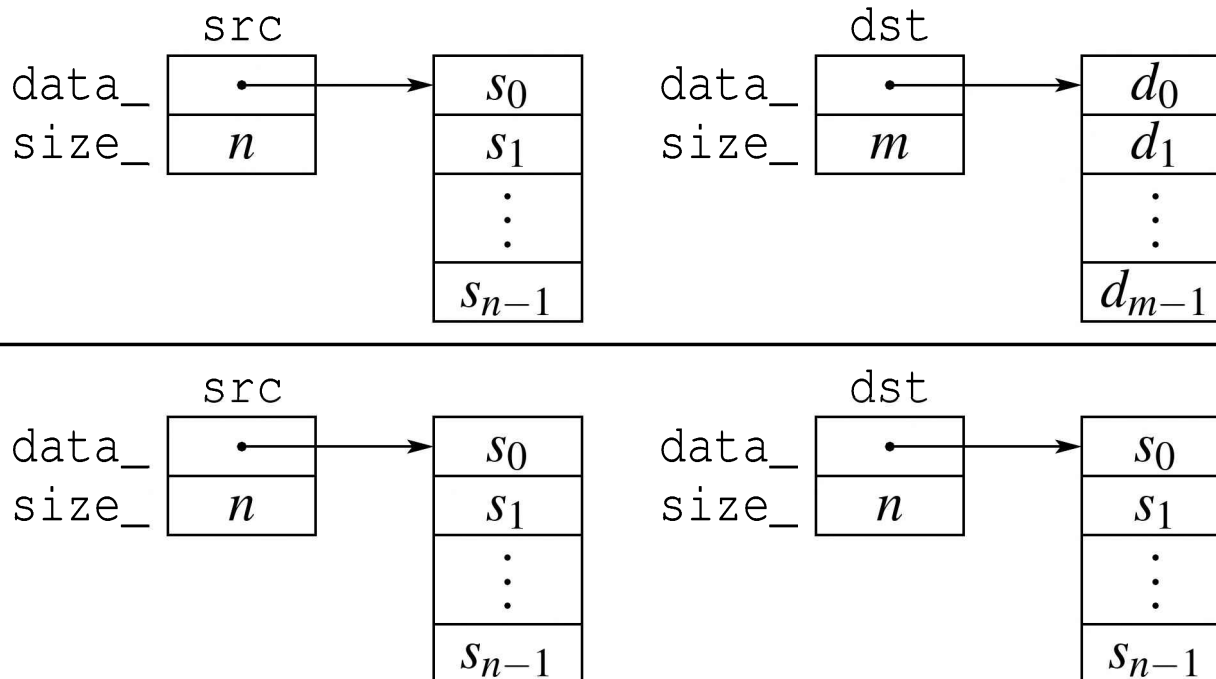 src dst
data_ s₀ data_ d₀
size_ n s₁ size_ m d₁
⋮ ⋮
sₙ₋₁ dₘ₋₁
src dst
data_ s₀ data_ s₀
size_ n s₁ size_ n s₁
⋮ ⋮
sₙ₋₁ sₙ₋₁